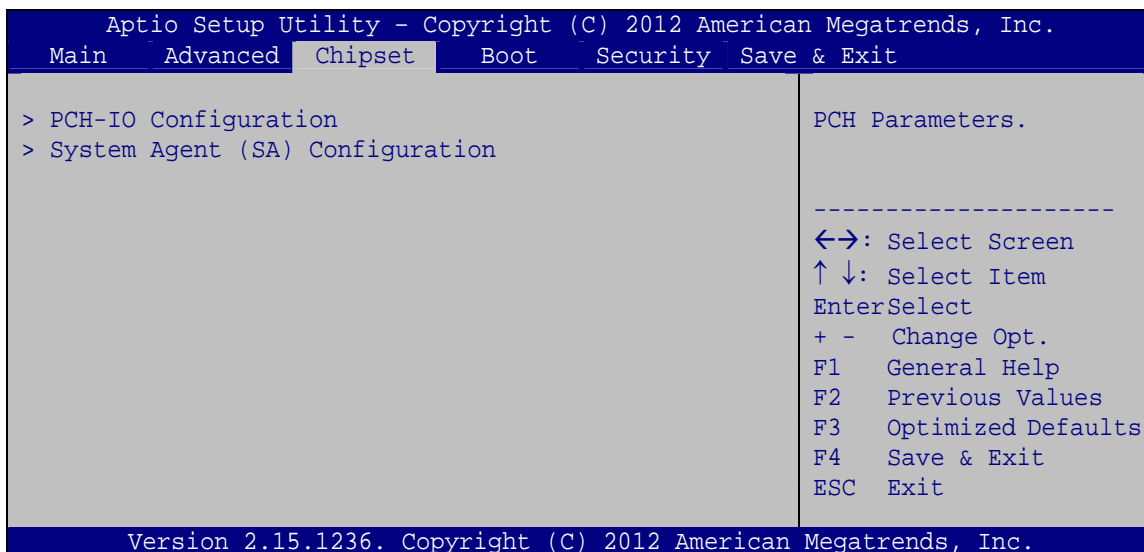 Aptio Setup Utility – Copyright (C) 2012 American Megatrends, Inc.
Main Advanced Chipset Boot Security Save & Exit
> PCH-IO Configuration
> System Agent (SA) Configuration
PCH Parameters.
---------------------
←→: Select Screen
↑ ↓: Select Item
EnterSelect
+ - Change Opt.
F1 General Help
F2 Previous Values
F3 Optimized Defaults
F4 Save & Exit
ESC Exit
Version 2.15.1236. Copyright (C) 2012 American Megatrends, Inc.